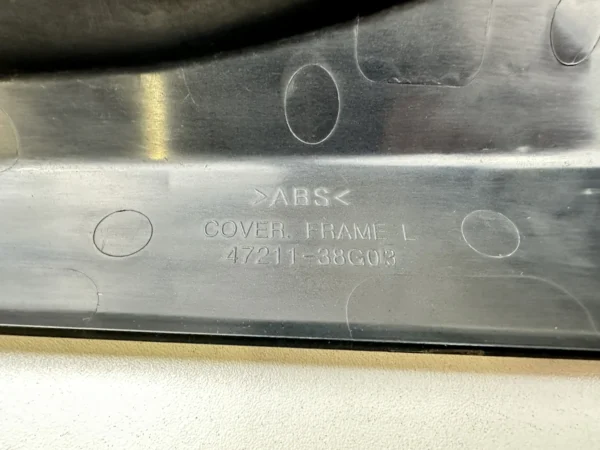 >ABS<
COVER. FRAME L
47211-38G03